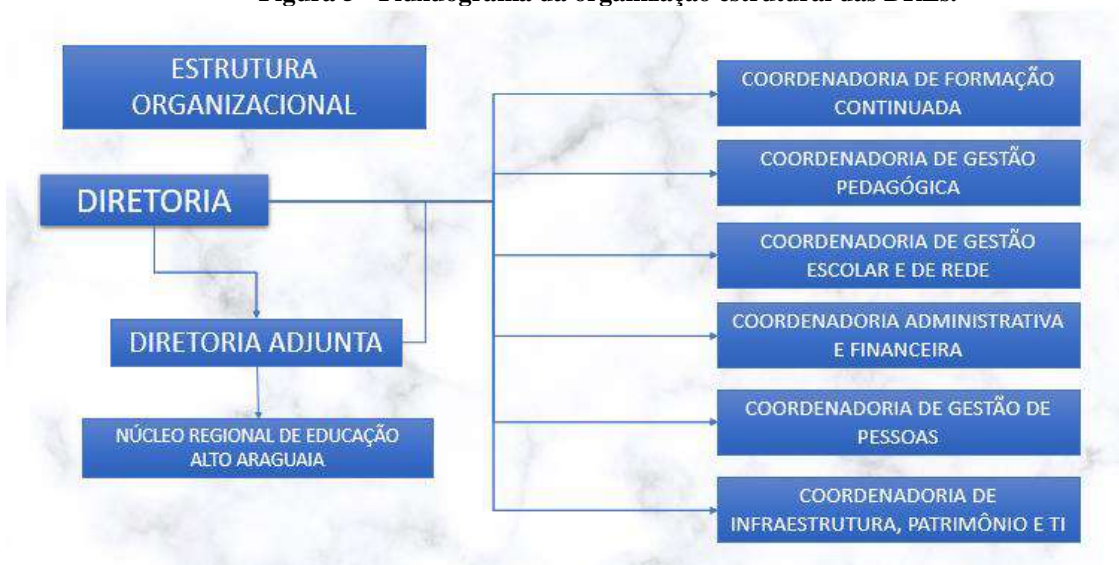 ESTRUTURA
ORGANIZACIONAL
DIRETORIA
DIRETORIA ADJUNTA
NÚCLEO REGIONAL DE EDUCAÇÃO
ALTO ARAGUAIA
COORDENADORIA DE FORMAÇÃO
CONTINUADA
COORDENADORIA DE GESTÃO
PEDAGÓGICA
COORDENADORIA DE GESTÃO
ESCOLAR E DE REDE
COORDENADORIA ADMINISTRATIVA
E FINANCEIRA
COORDENADORIA DE GESTÃO DE
PESSOAS
COORDENADORIA DE
INFRAESTRUTURA, PATRIMÔNIO E TI